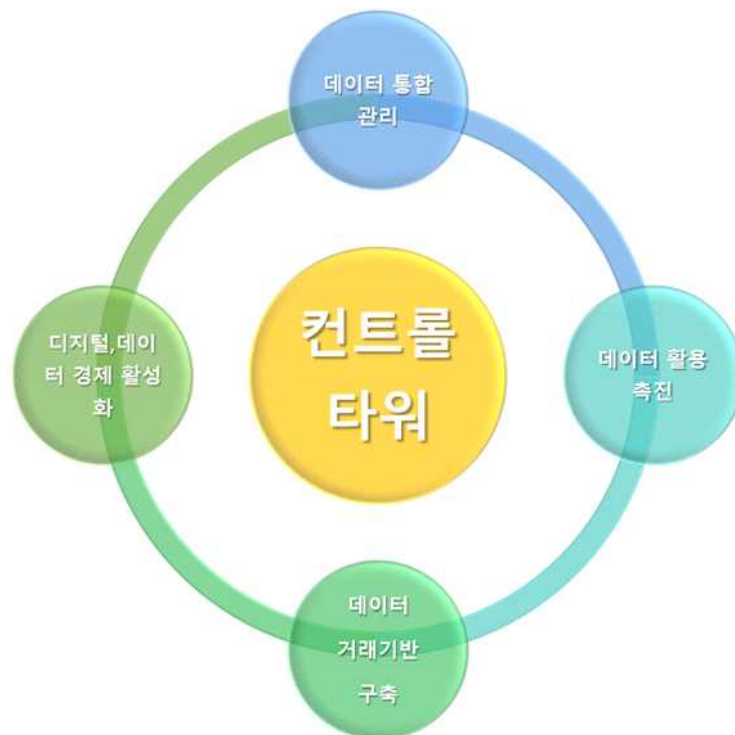 데이터 통합
관리
컨트롤
타워
디지털,데이
터 경제 활성
화
데이터 활용
촉진
데이터
거래기반
구축